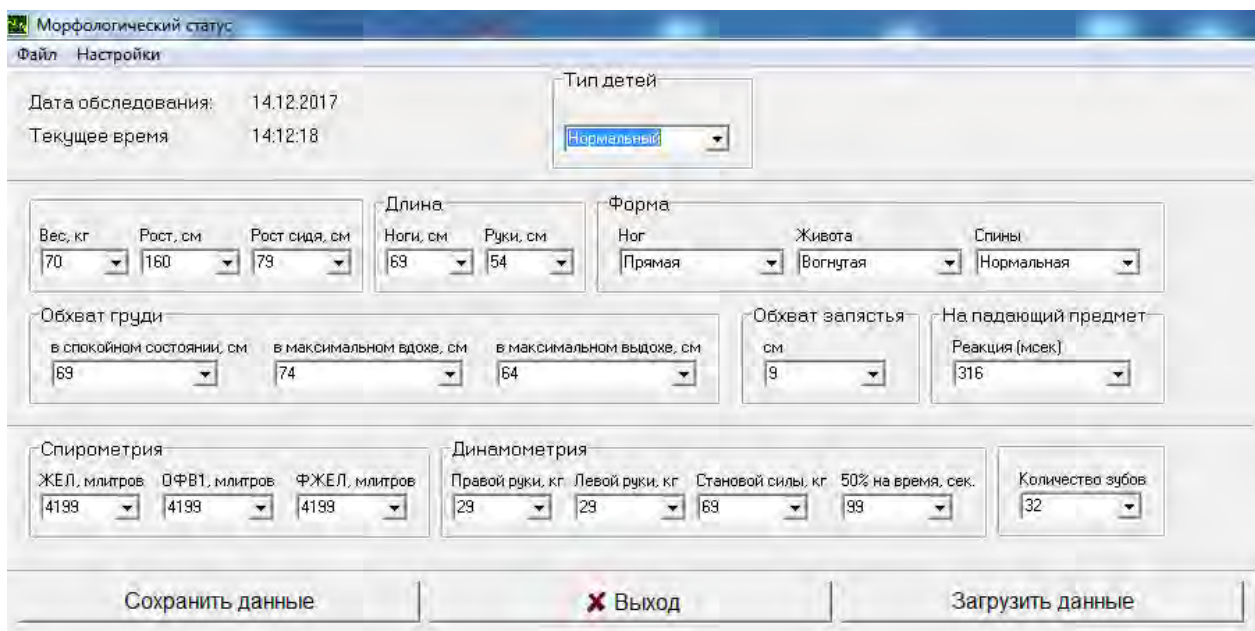 Морфологический статус
Файл Настройки
Тип детей
Дата обследования: 14.12.2017
Текущее время 14:12:18
Нормальный
Длина Форма
Вес, кг Рост, см Рост сидя, см Ноги, см Руки, см Ног Живота Спины
70 160 79 69 54 Прямая Вогнутая Нормальная
Обхват груди Обхват запястья На падающий предмет
в спокойном состоянии, см в максимальном вдохе, см в максимальном выдохе, см см Реакция (мсек)
69 74 64 9 316
Спирометрия Динамометрия
ЖЕЛ, млитров ОФВ1, млитров ФЖЕЛ, млитров Правой руки, кг Левой руки, кг Становой силы, кг 50% на время, сек. Количество зубов
4199 4199 4199 29 29 69 99 32
Сохранить данные Выход Загрузить данные